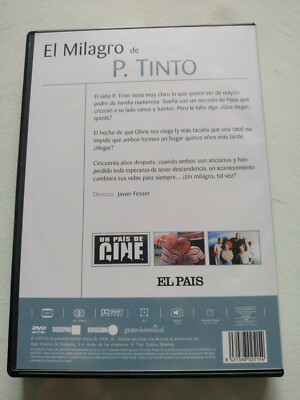 El Milagro de
P. TINTO
El niño P. Tinto tiene muy claro lo que quiere ser de mayor:
padre de familia numerosa. Sueña con un montón de hijos que
crezcan a su lado sanos y fuertes. Pero le falta algo. ¿Una mujer,
quizás?
El hecho de que Olivia sea ciega (y más tacaña que una rata) no
impide que ambos formen un hogar quince años más tarde.
¿Hogar?
Cincuenta años después, cuando ambos son ancianos y han
perdido toda esperanza de tener descendencia, un acontecimiento
cambiará sus vidas para siempre... ¿Un milagro, tal vez?
Director: Javier Fesser
UN PAIS DE
CINE
EL PAIS
DVD
SOGEPAQ
SOGECINE